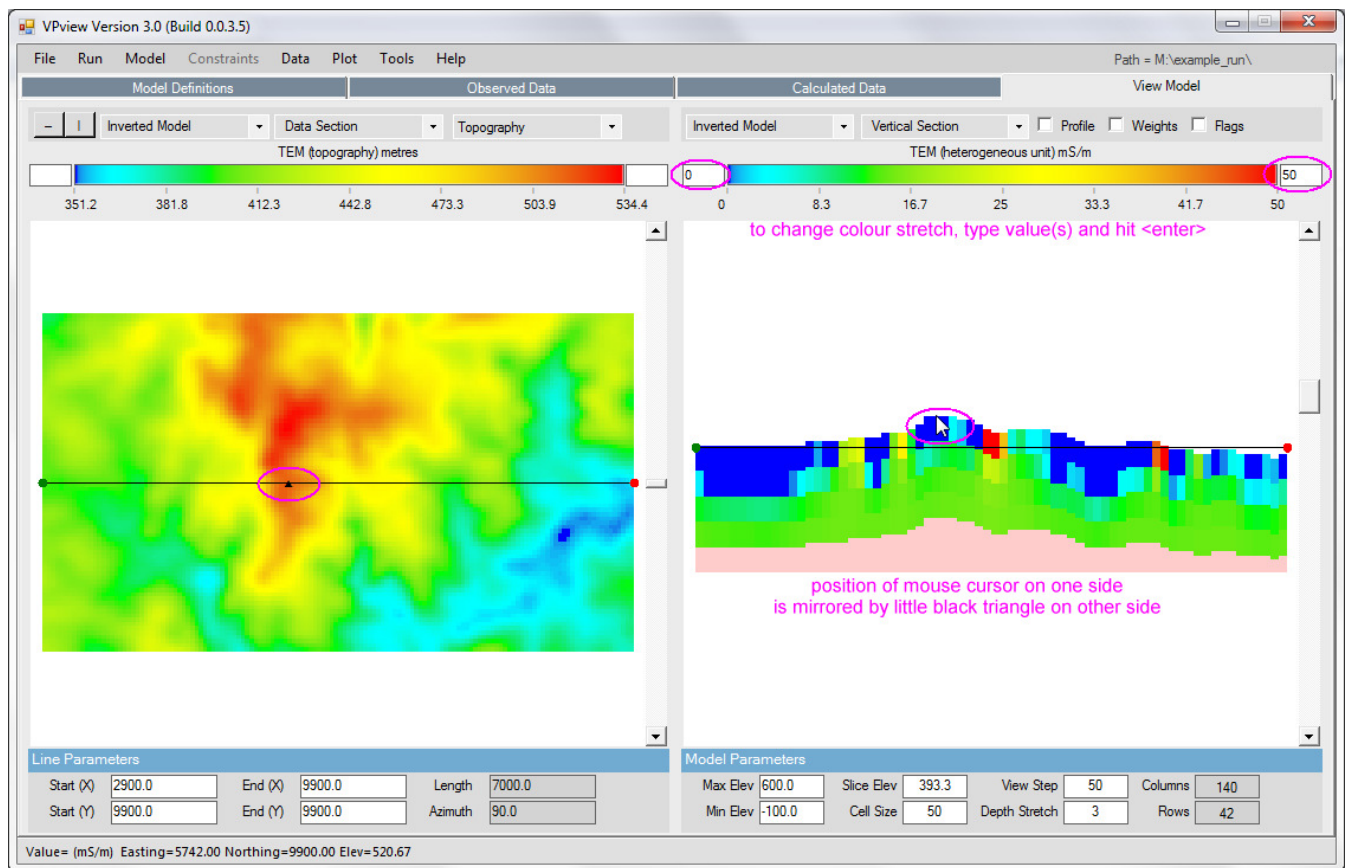 VPview Version 3.0 (Build 0.0.3.5)
File Run Model Constraints Data Plot Tools Help Path = M:\example_run\
Model Definitions Observed Data Calculated Data View Model
– | Inverted Model Data Section Topography Inverted Model Vertical Section Profile Weights Flags
TEM (topography) metres TEM (heterogeneous unit) mS/m
0 50
351.2 381.8 412.3 442.8 473.3 503.9 534.4 0 8.3 16.7 25 33.3 41.7 50
to change colour stretch, type value(s) and hit <enter>
position of mouse cursor on one side
is mirrored by little black triangle on other side
Line Parameters Model Parameters
Start (X) 2900.0 End (X) 9900.0 Length 7000.0 Max Elev 600.0 Slice Elev 393.3 View Step 50 Columns 140
Start (Y) 9900.0 End (Y) 9900.0 Azimuth 90.0 Min Elev -100.0 Cell Size 50 Depth Stretch 3 Rows 42
Value= (mS/m) Easting=5742.00 Northing=9900.00 Elev=520.67